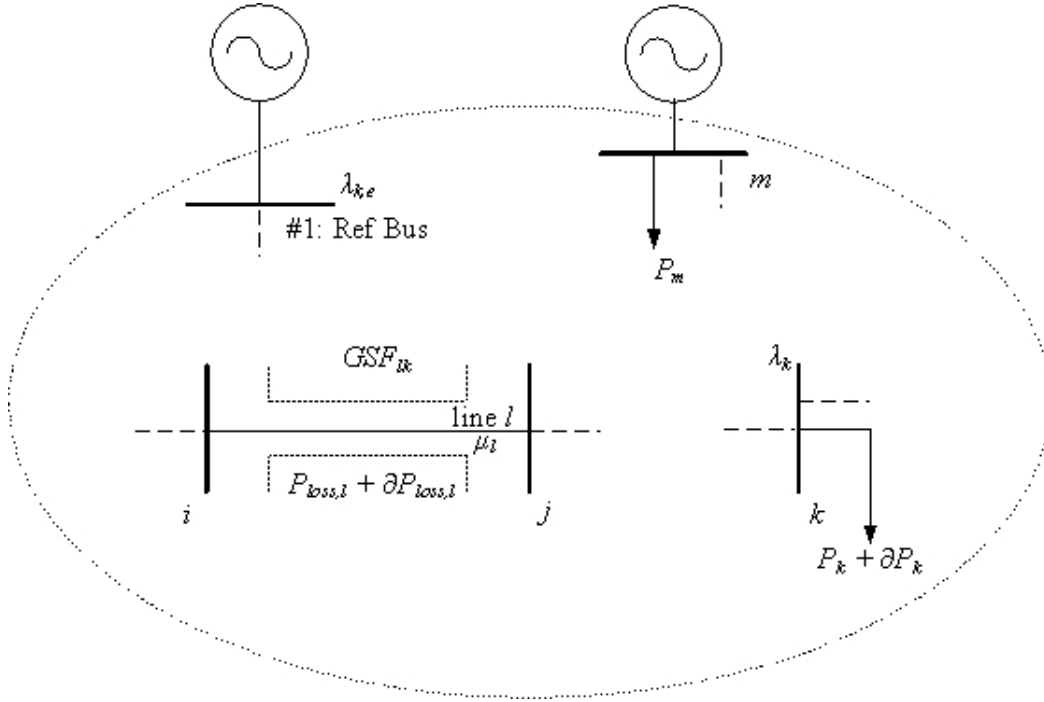 λk,e
#1: Ref Bus
m
Pm
GSFlk
line l
μl
Ploss,l + ∂Ploss,l
i
j
λk
k
Pk + ∂Pk